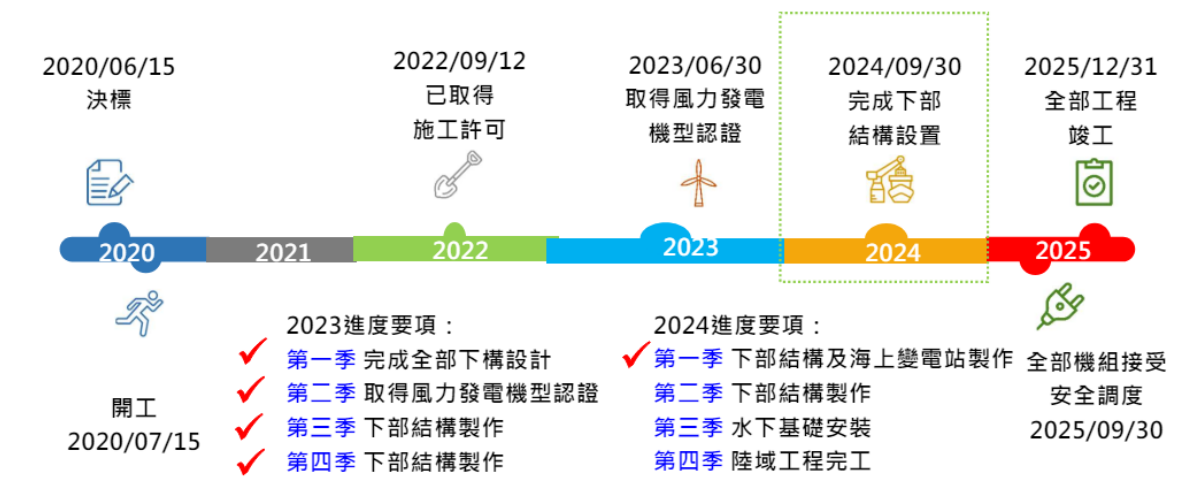 2020/06/15
決標
2022/09/12
已取得
施工許可
2023/06/30
取得風力發電
機型認證
2024/09/30
完成下部
結構設置
2025/12/31
全部工程
竣工
2020
2021
2022
2023
2024
2025
開工
2020/07/15
2023進度要項：
第一季 完成全部下構設計
第二季 取得風力發電機型認證
第三季 下部結構製作
第四季 下部結構製作
2024進度要項：
第一季 下部結構及海上變電站製作
第二季 下部結構製作
第三季 水下基礎安裝
第四季 陸域工程完工
全部機組接受
安全調度
2025/09/30